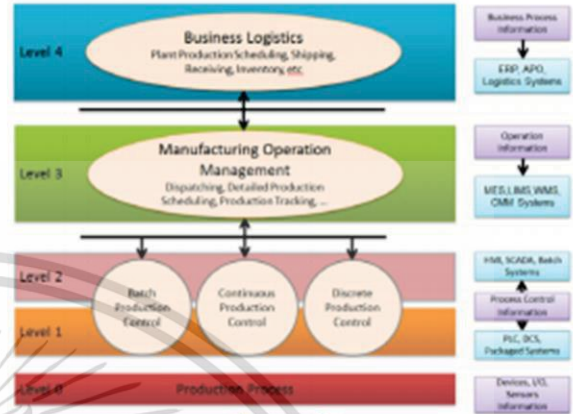 Level 4
Business Logistics
Plant Production Scheduling, Shipping,
Receiving, Inventory, etc
Business Process
Information
ERP, APO,
Logistics Systems
Level 3
Manufacturing Operation
Management
Dispatching, Detailed Production
Scheduling, Production Tracking, ...
Operation
Information
MES, LIMS, WMS,
CMM Systems
Level 2
Level 1
Batch
Production
Control
Continuous
Production
Control
Discrete
Production
Control
HMI, SCADA, Batch
Systems
Process Control
Information
PLC, DCS,
Packaged Systems
Level 0
Production Process
Devices, I/O,
Sensors
Information